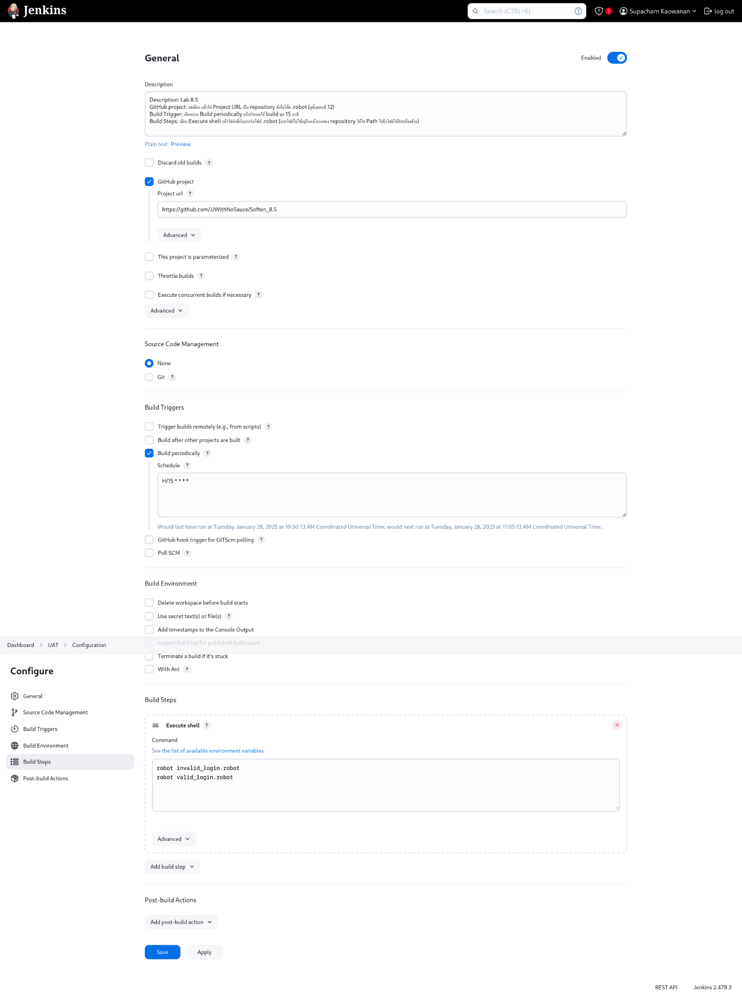 Jenkins
Search (CTRL+K)
?
1
Supacharn Kaowanan
log out
General
Enabled
Description
Description: Lab 8.5
GitHub project: กดเลือก แล้วใส่ Project URL เป็น repository ที่เก็บโค้ด .robot (ดูขั้นตอนที่ 12)
Build Trigger: เลือกแบบ Build periodically แล้วกำหนดให้ build ทุก 15 นาที
Build Steps: เลือก Execute shell แล้วใส่คำสั่งในการรันไฟล์ .robot (หากไฟล์ไม่ได้อยู่ในหน้าแรกของ repository ให้ใส่ Path ไปถึงไฟล์ให้เรียบร้อยด้วย)
Plain text Preview
Discard old builds ?
GitHub project
Project url ?
https://github.com/JJWithNoSauce/Soften_8.5
Advanced
This project is parameterized ?
Throttle builds ?
Execute concurrent builds if necessary ?
Advanced
Source Code Management
None
Git ?
Build Triggers
Trigger builds remotely (e.g., from scripts) ?
Build after other projects are built ?
Build periodically ?
Schedule ?
H/15 * * * *
Would last have run at Tuesday, January 28, 2025 at 10:50:13 AM Coordinated Universal Time; would next run at Tuesday, January 28, 2025 at 11:05:13 AM Coordinated Universal Time.
GitHub hook trigger for GITScm polling ?
Poll SCM ?
Build Environment
Delete workspace before build starts
Use secret text(s) or file(s) ?
Add timestamps to the Console Output
Inspect build log for published build scans
Dashboard
UAT
Configuration
Terminate a build if it's stuck
With Ant ?
Configure
General
Source Code Management
Build Triggers
Build Environment
Build Steps
Post-build Actions
Build Steps
Execute shell ?
Command
See the list of available environment variables
robot invalid_login.robot
robot valid_login.robot
Advanced
Add build step
Post-build Actions
Add post-build action
Save
Apply
REST API
Jenkins 2.479.3